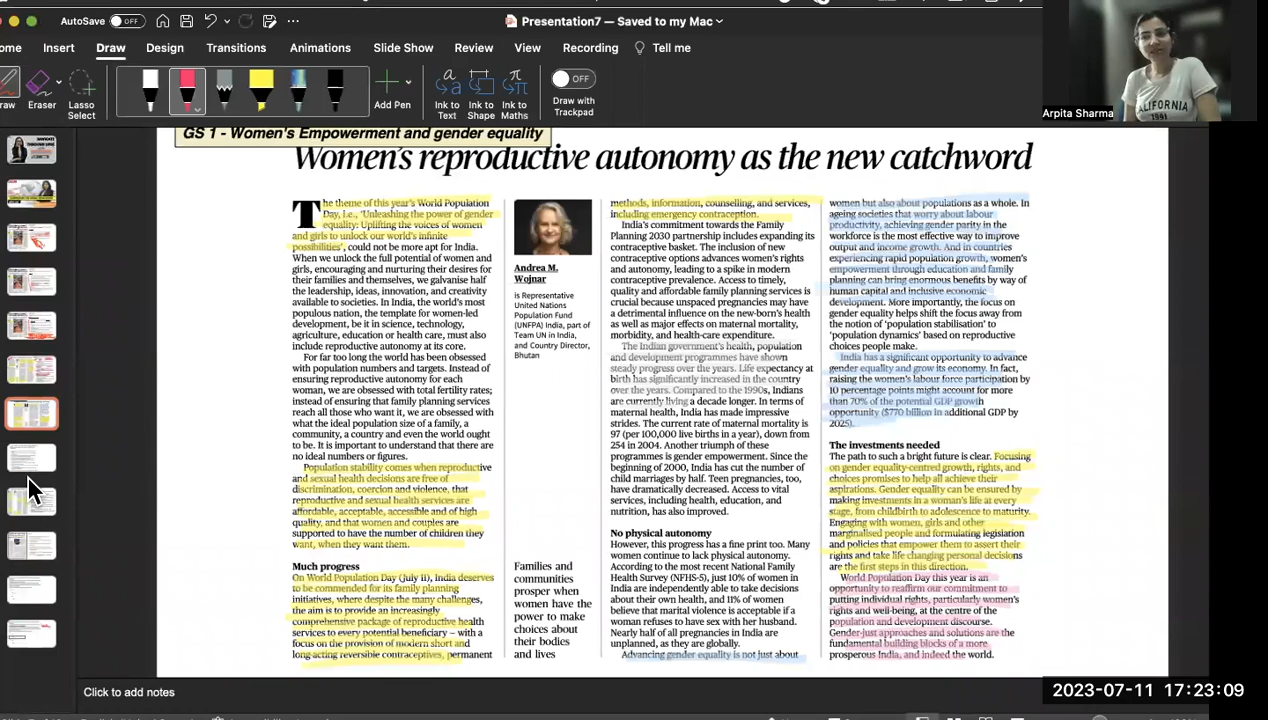 AutoSave OFF
Presentation7 — Saved to my Mac
ome Insert Draw Design Transitions Animations Slide Show Review View Recording Tell me
raw Eraser Lasso Select Add Pen Ink to Text Ink to Shape Ink to Maths OFF Draw with Trackpad
CALIFORNIA
1991
Arpita Sharma
GS 1 - Women's Empowerment and gender equality
Women's reproductive autonomy as the new catchword
The theme of this year's World Population
Day, i.e., 'Unleashing the power of gender
equality: Uplifting the voices of women
and girls to unlock our world's infinite
possibilities', could not be more apt for India.
When we unlock the full potential of women and
girls, encouraging and nurturing their desires for
their families and themselves, we galvanise half
the leadership, ideas, innovation, and creativity
available to societies. In India, the world's most
populous nation, the template for women-led
development, be it in science, technology,
agriculture, education or health care, must also
include reproductive autonomy at its core.
For far too long the world has been obsessed
with population numbers and targets. Instead of
ensuring reproductive autonomy for each
woman, we are obsessed with total fertility rates;
instead of ensuring that family planning services
reach all those who want it, we are obsessed with
what the ideal population size of a family, a
community, a country and even the world ought
to be. It is important to understand that there are
no ideal numbers or figures.
Population stability comes when reproductive
and sexual health decisions are free of
discrimination, coercion and violence, that
reproductive and sexual health services are
affordable, acceptable, accessible and of high
quality, and that women and couples are
supported to have the number of children they
want, when they want them.
Much progress
On World Population Day (July 11), India deserves
to be commended for its family planning
initiatives, where despite the many challenges,
the aim is to provide an increasingly
comprehensive package of reproductive health
services to every potential beneficiary – with a
focus on the provision of modern short and
long-acting reversible contraceptives, permanent
Andrea M.
Wojnar
is Representative
United Nations
Population Fund
(UNFPA) India, part of
Team UN in India,
and Country Director,
Bhutan
Families and
communities
prosper when
women have the
power to make
choices about
their bodies
and lives
methods, information, counselling, and services,
including emergency contraception.
India's commitment towards the Family
Planning 2030 partnership includes expanding its
contraceptive basket. The inclusion of new
contraceptive options advances women's rights
and autonomy, leading to a spike in modern
contraceptive prevalence. Access to timely,
quality and affordable family planning services is
crucial because unspaced pregnancies may have
a detrimental influence on the new-born's health
as well as major effects on maternal mortality,
morbidity, and health-care expenditure.
The Indian government's health, population
and development programmes have shown
steady progress over the years. Life expectancy at
birth has significantly increased in the country
over the years. Compared to the 1990s, Indians
are currently living a decade longer. In terms of
maternal health, India has made impressive
strides. The current rate of maternal mortality is
97 (per 100,000 live births in a year), down from
254 in 2004. Another triumph of these
programmes is gender empowerment. Since the
beginning of 2000, India has cut the number of
child marriages by half. Teen pregnancies, too,
have dramatically decreased. Access to vital
services, including health, education, and
nutrition, has also improved.
No physical autonomy
However, this progress has a fine print too. Many
women continue to lack physical autonomy.
According to the most recent National Family
Health Survey (NFHS-5), just 10% of women in
India are independently able to take decisions
about their own health, and 11% of women
believe that marital violence is acceptable if a
woman refuses to have sex with her husband.
Nearly half of all pregnancies in India are
unplanned, as they are globally.
Advancing gender equality is not just about
women but also about populations as a whole. In
ageing societies that worry about labour
productivity, achieving gender parity in the
workforce is the most effective way to improve
output and income growth. And in countries
experiencing rapid population growth, women's
empowerment through education and family
planning can bring enormous benefits by way of
human capital and inclusive economic
development. More importantly, the focus on
gender equality helps shift the focus away from
the notion of 'population stabilisation' to
'population dynamics' based on reproductive
choices people make.
India has a significant opportunity to advance
gender equality and grow its economy. In fact,
raising the women's labour force participation by
10 percentage points might account for more
than 70% of the potential GDP growth
opportunity ($770 billion in additional GDP by
2025).
The investments needed
The path to such a bright future is clear. Focusing
on gender equality-centred growth, rights, and
choices promises to help all achieve their
aspirations. Gender equality can be ensured by
making investments in a woman's life at every
stage, from childbirth to adolescence to maturity.
Engaging with women, girls and other
marginalised people and formulating legislation
and policies that empower them to assert their
rights and take life changing personal decisions
are the first steps in this direction.
World Population Day this year is an
opportunity to reaffirm our commitment to
putting individual rights, particularly women's
rights and well-being, at the centre of the
population and development discourse.
Gender-just approaches and solutions are the
fundamental building blocks of a more
prosperous India, and indeed the world.
Click to add notes
2023-07-11 17:23:09